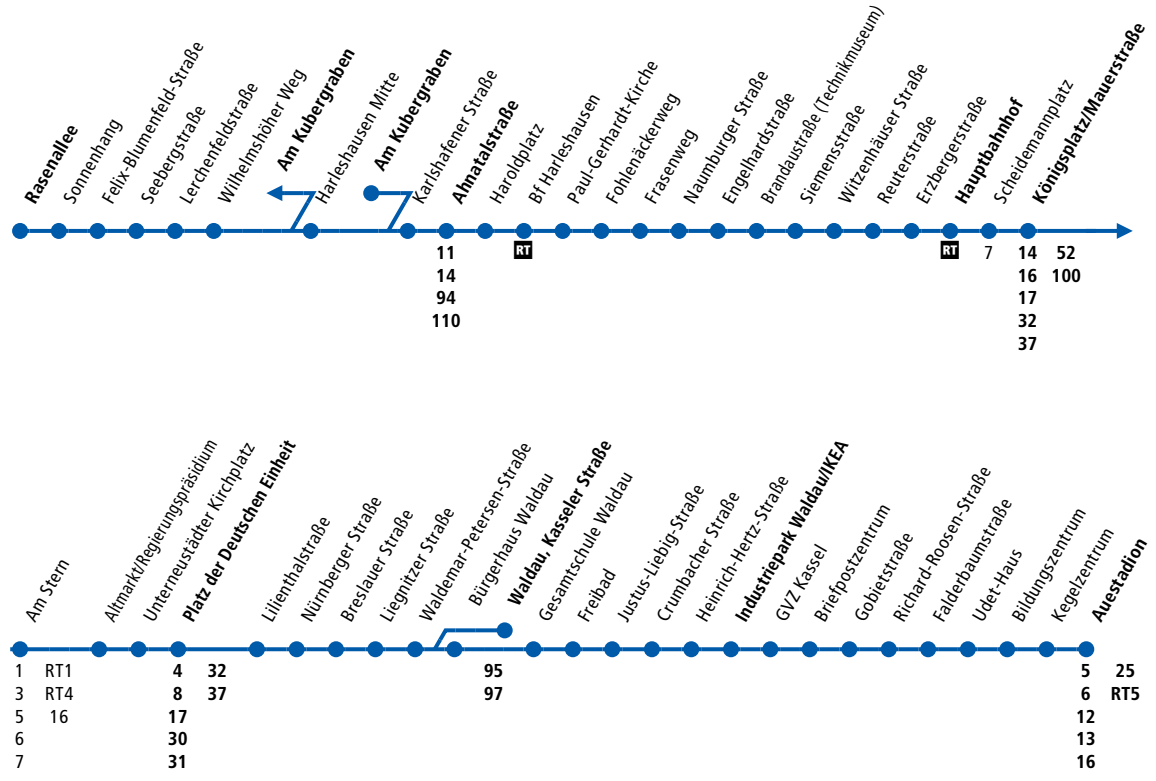 Rasenallee
Sonnenhang
Felix-Blumenfeld-Straße
Seebergstraße
Lerchenfeldstraße
Wilhelmshöher Weg
Am Kubergraben
Harleshausen Mitte
Am Kubergraben
Karlshafener Straße
Ahnatalstraße
Haroldplatz
Bf Harleshausen
Paul-Gerhardt-Kirche
Fohlenäckerweg
Frasenweg
Naumburger Straße
Engelhardstraße
Brandaustraße (Technikmuseum)
Siemensstraße
Witzenhäuser Straße
Reuterstraße
Erzbergerstraße
Hauptbahnhof
Scheidemannplatz
Königsplatz/Mauerstraße
11 RT RT 7 14 52
14 16 100
94 17
110 32
37
Am Stern
Altmarkt/Regierungspräsidium
Unterneustädter Kirchplatz
Platz der Deutschen Einheit
Lilienthalstraße
Nürnberger Straße
Breslauer Straße
Liegnitzer Straße
Waldemar-Petersen-Straße
Bürgerhaus Waldau
Waldau, Kasseler Straße
Gesamtschule Waldau
Freibad
Justus-Liebig-Straße
Crumbacher Straße
Heinrich-Hertz-Straße
Industriepark Waldau/IKEA
GVZ Kassel
Briefpostzentrum
Gobietstraße
Richard-Roosen-Straße
Falderbaumstraße
Udet-Haus
Bildungszentrum
Kegelzentrum
Auestadion
1 RT1 4 32 95 5 25
3 RT4 8 37 97 6 RT5
5 16 17 12
6 30 13
7 31 16